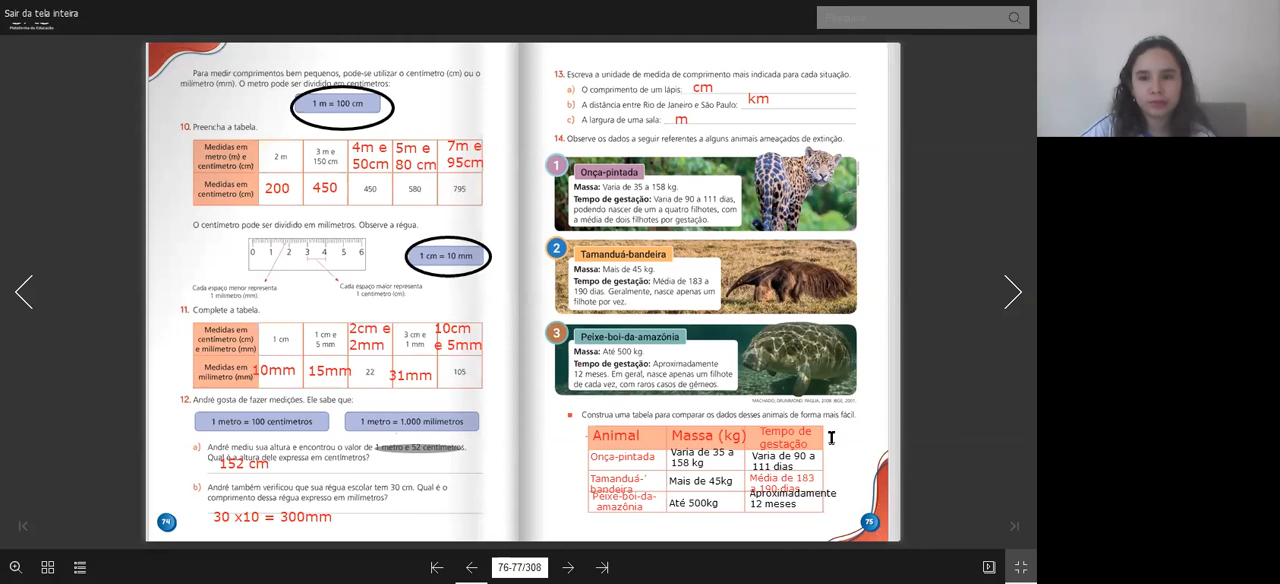 Sair da tela inteira
Plataforma de Educação
Pesquisar
Para medir comprimentos bem pequenos, pode-se utilizar o centímetro (cm) ou o
milímetro (mm). O metro pode ser dividido em centímetros:
1 m = 100 cm
10. Preencha a tabela.
Medidas em metro (m) e centímetro (cm) 2 m 3 m e 150 cm 4m e 50cm 5m e 80 cm 7m e 95cm
Medidas em centímetro (cm) 200 450 450 580 795
O centímetro pode ser dividido em milímetros. Observe a régua.
0 1 2 3 4 5 6
1 cm = 10 mm
Cada espaço menor representa
1 milímetro (mm).
Cada espaço maior representa
1 centímetro (cm).
11. Complete a tabela.
Medidas em centímetro (cm) e milímetro (mm) 1 cm 1 cm e 5 mm 2cm e 2mm 3 cm e 1 mm 10cm e 5mm
Medidas em milímetro (mm) 10mm 15mm 22 31mm 105
12. André gosta de fazer medições. Ele sabe que:
1 metro = 100 centímetros
1 metro = 1.000 milímetros
a) André mediu sua altura e encontrou o valor de 1 metro e 52 centímetros.
Qual é a altura dele expressa em centímetros?
152 cm
b) André também verificou que sua régua escolar tem 30 cm. Qual é o
comprimento dessa régua expresso em milímetros?
30 x10 = 300mm
74
13. Escreva a unidade de medida de comprimento mais indicada para cada situação.
a) O comprimento de um lápis: cm
b) A distância entre Rio de Janeiro e São Paulo: km
c) A largura de uma sala: m
14. Observe os dados a seguir referentes a alguns animais ameaçados de extinção.
1
Onça-pintada
Massa: Varia de 35 a 158 kg.
Tempo de gestação: Varia de 90 a 111 dias,
podendo nascer de um a quatro filhotes, com
a média de dois filhotes por gestação.
2
Tamanduá-bandeira
Massa: Mais de 45 kg.
Tempo de gestação: Média de 183 a
190 dias. Geralmente, nasce apenas um
filhote por vez.
3
Peixe-boi-da-amazônia
Massa: Até 500 kg.
Tempo de gestação: Aproximadamente
12 meses. Em geral, nasce apenas um filhote
de cada vez, com raros casos de gêmeos.
Construa uma tabela para comparar os dados desses animais de forma mais fácil.
Animal Massa (kg) Tempo de gestação
Onça-pintada Varia de 35 a 158 kg Varia de 90 a 111 dias
Tamanduá-bandeira Mais de 45kg Média de 183 a 190 dias
Peixe-boi-da-amazônia Até 500kg Aproximadamente 12 meses
75
76-77/308